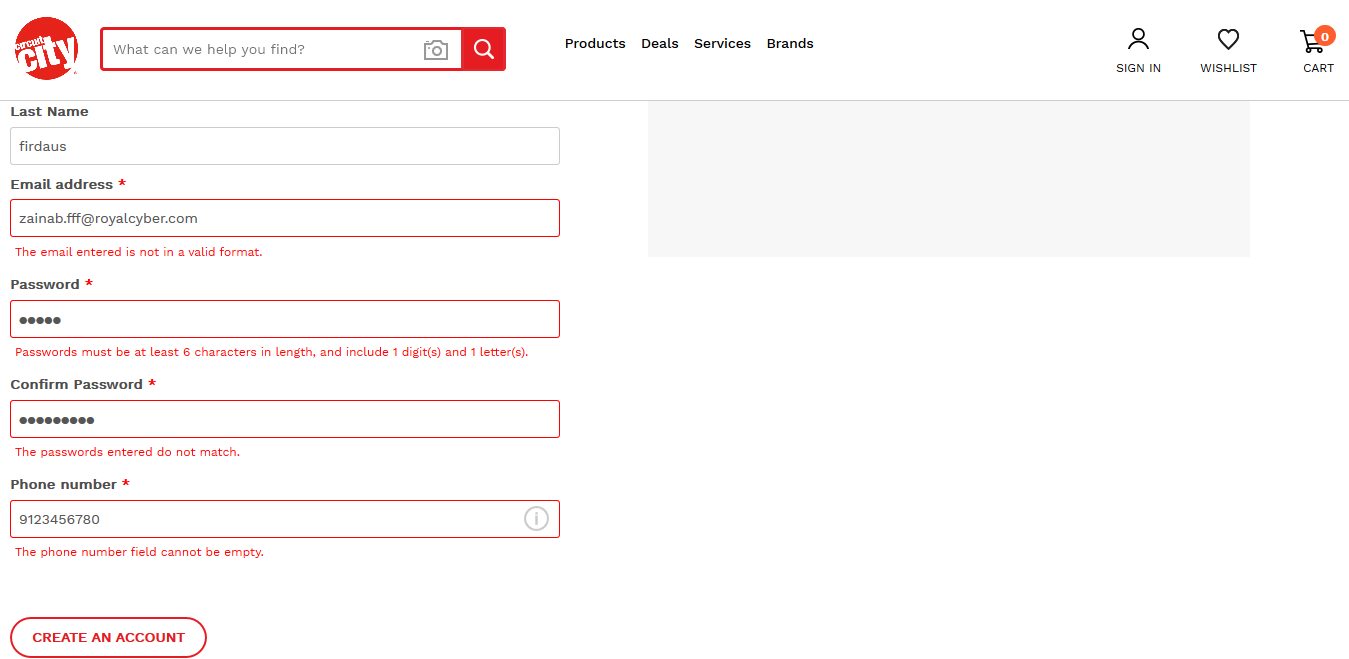 circuit
city
What can we help you find?
Products Deals Services Brands
SIGN IN
WISHLIST
0
CART
Last Name
firdaus
Email address *
zainab.fff@royalcyber.com
The email entered is not in a valid format.
Password *
●●●●●
Passwords must be at least 6 characters in length, and include 1 digit(s) and 1 letter(s).
Confirm Password *
●●●●●●●●●
The passwords entered do not match.
Phone number *
9123456780
The phone number field cannot be empty.
CREATE AN ACCOUNT